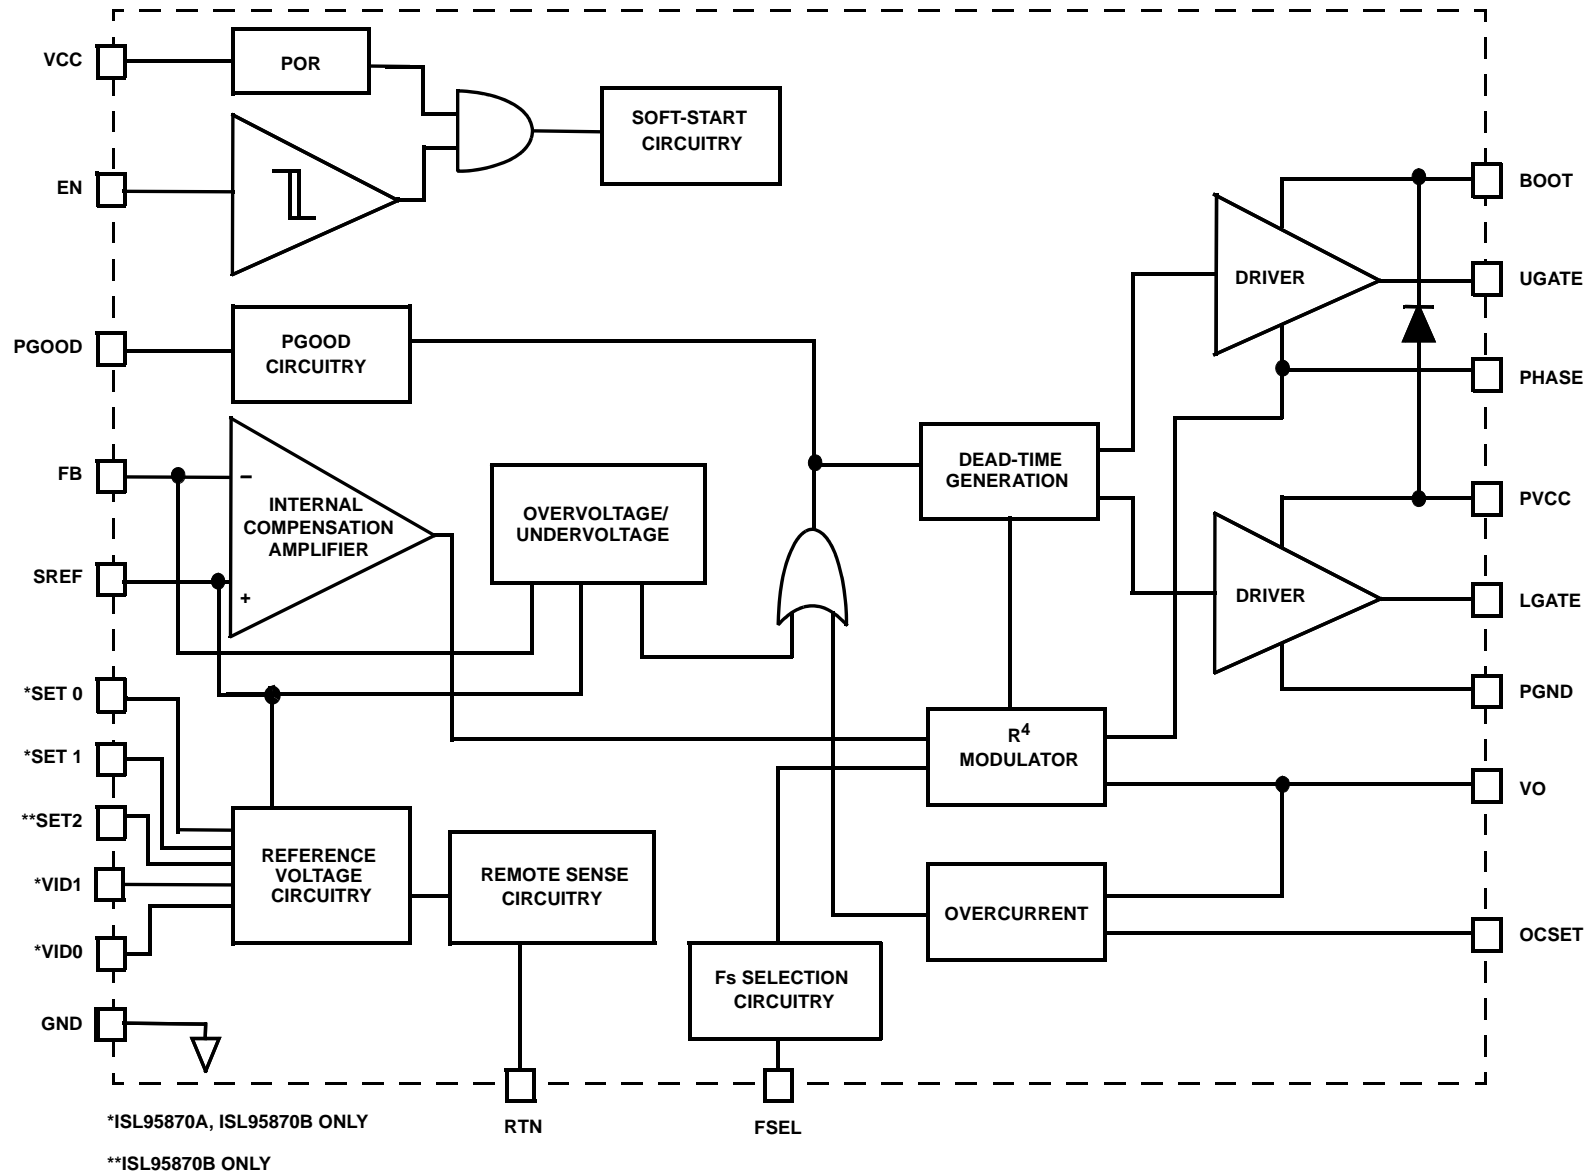 VCC
POR
SOFT-START
CIRCUITRY
EN
BOOT
DRIVER
UGATE
PGOOD
PGOOD
CIRCUITRY
PHASE
FB
–
INTERNAL
COMPENSATION
AMPLIFIER
+
OVERVOLTAGE/
UNDERVOLTAGE
DEAD-TIME
GENERATION
PVCC
SREF
DRIVER
LGATE
*SET 0
PGND
*SET 1
R4
MODULATOR
VO
**SET2
*VID1
*VID0
REFERENCE
VOLTAGE
CIRCUITRY
REMOTE SENSE
CIRCUITRY
OVERCURRENT
OCSET
Fs SELECTION
CIRCUITRY
GND
RTN
FSEL
*ISL95870A, ISL95870B ONLY
**ISL95870B ONLY